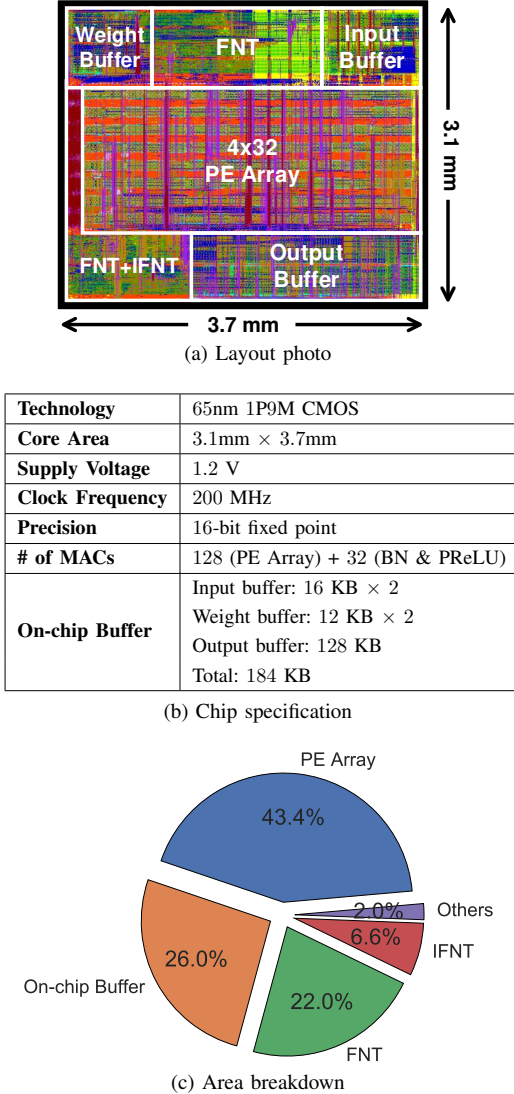 Weight
Buffer
FNT
Input
Buffer
4x32
PE Array
3.1 mm
FNT+IFNT
Output
Buffer
3.7 mm
(a) Layout photo
Technology 65nm 1P9M CMOS
Core Area 3.1mm × 3.7mm
Supply Voltage 1.2 V
Clock Frequency 200 MHz
Precision 16-bit fixed point
# of MACs 128 (PE Array) + 32 (BN & PReLU)
On-chip Buffer
Input buffer: 16 KB × 2
Weight buffer: 12 KB × 2
Output buffer: 128 KB
Total: 184 KB
(b) Chip specification
PE Array
43.4%
2.0%
Others
6.6%
IFNT
26.0%
On-chip Buffer
22.0%
FNT
(c) Area breakdown